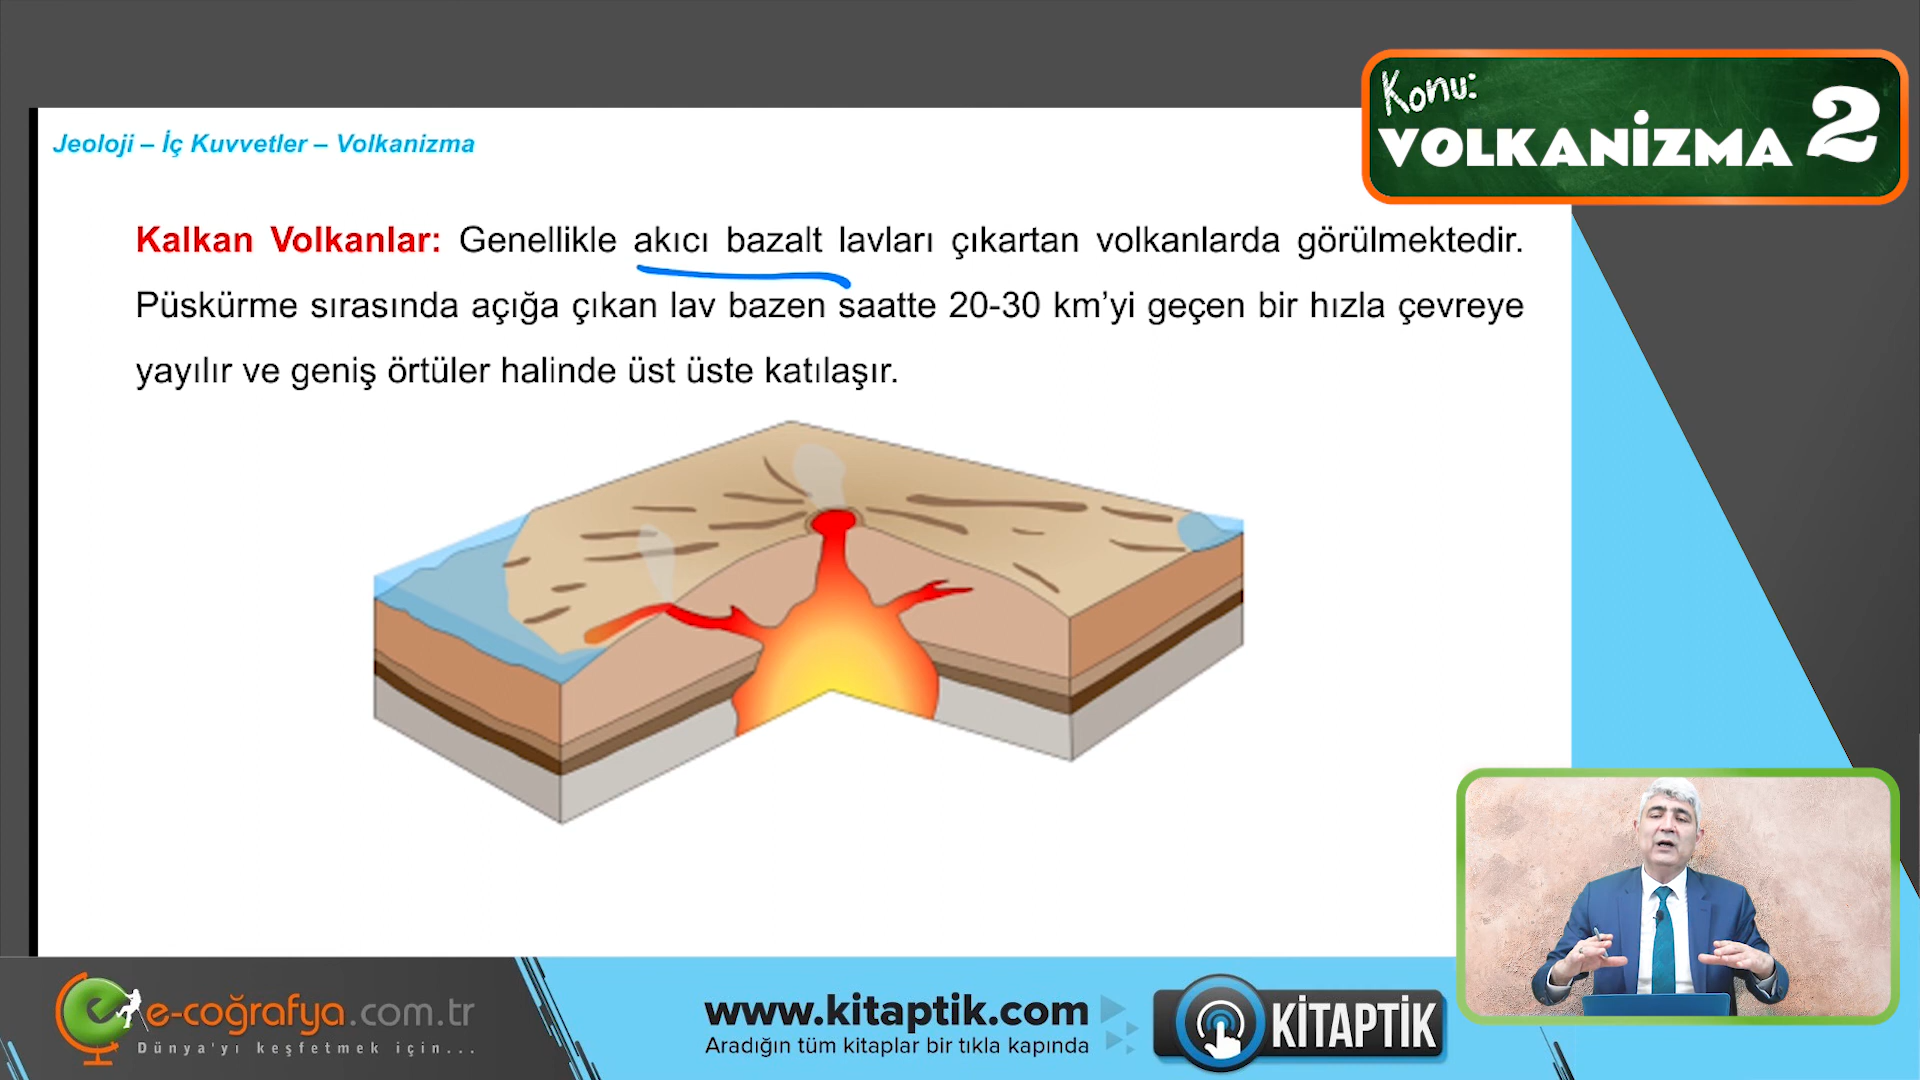 Konu:
VOLKANİZMA 2
Jeoloji – İç Kuvvetler – Volkanizma
Kalkan Volkanlar: Genellikle akıcı bazalt lavları çıkartan volkanlarda görülmektedir.
Püskürme sırasında açığa çıkan lav bazen saatte 20-30 km’yi geçen bir hızla çevreye
yayılır ve geniş örtüler halinde üst üste katılaşır.
e-coğrafya.com.tr
Dünya'yı keşfetmek için...
www.kitaptik.com
Aradığın tüm kitaplar bir tıkla kapında
KİTAPTİK